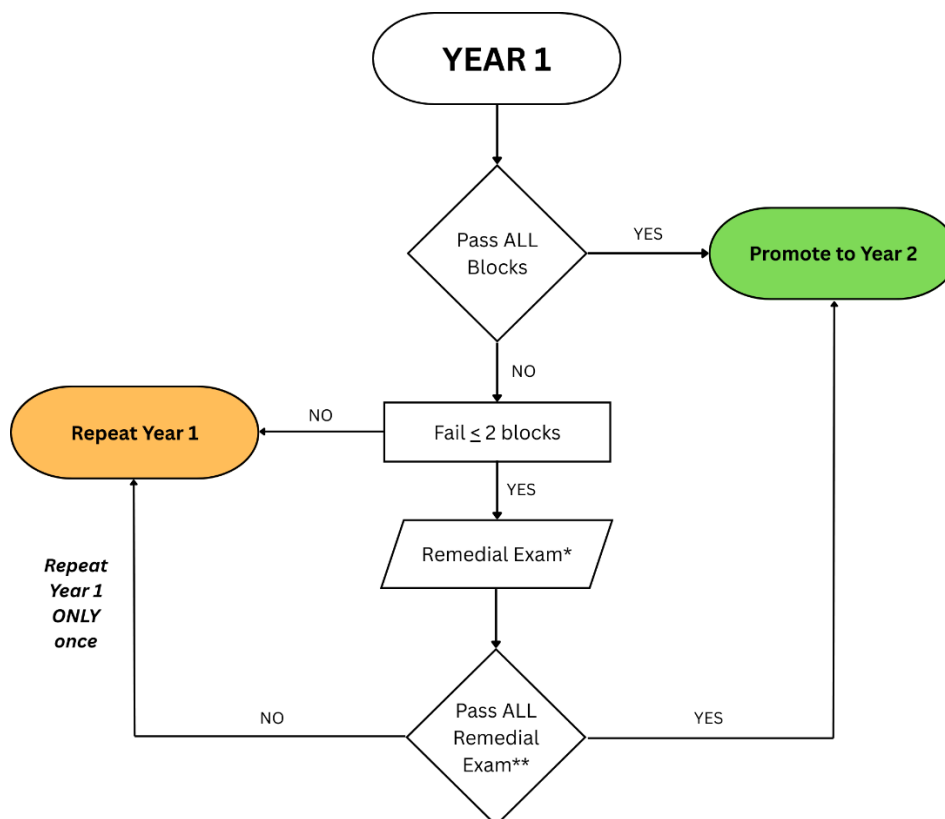 YEAR 1
Pass ALL
Blocks
YES
Promote to Year 2
NO
Repeat Year 1
NO
Fail ≤ 2 blocks
YES
Remedial Exam*
Repeat
Year 1
ONLY
once
Pass ALL
Remedial
Exam**
NO
YES